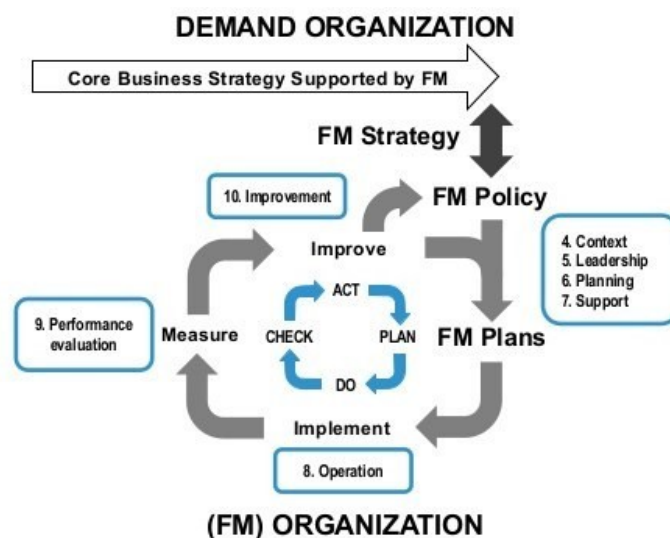 DEMAND ORGANIZATION
Core Business Strategy Supported by FM
FM Strategy
10. Improvement
FM Policy
Improve
4. Context
5. Leadership
6. Planning
7. Support
ACT
9. Performance
evaluation
Measure
CHECK
PLAN
FM Plans
DO
Implement
8. Operation
(FM) ORGANIZATION